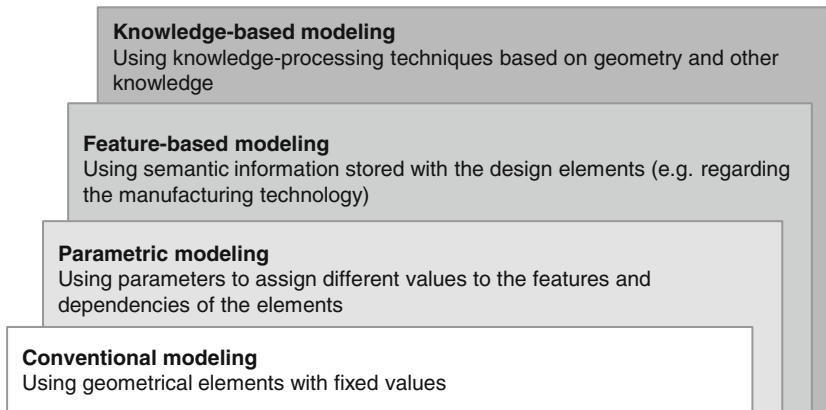 Knowledge-based modeling
Using knowledge-processing techniques based on geometry and other
knowledge
Feature-based modeling
Using semantic information stored with the design elements (e.g. regarding
the manufacturing technology)
Parametric modeling
Using parameters to assign different values to the features and
dependencies of the elements
Conventional modeling
Using geometrical elements with fixed values